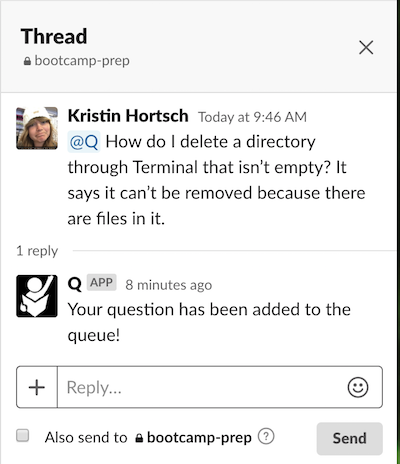 Thread
bootcamp-prep
Kristin Hortsch Today at 9:46 AM
@Q How do I delete a directory
through Terminal that isn’t empty? It
says it can’t be removed because there
are files in it.
1 reply
Q APP 8 minutes ago
Your question has been added to the
queue!
+ Reply...
Also send to bootcamp-prep ? Send